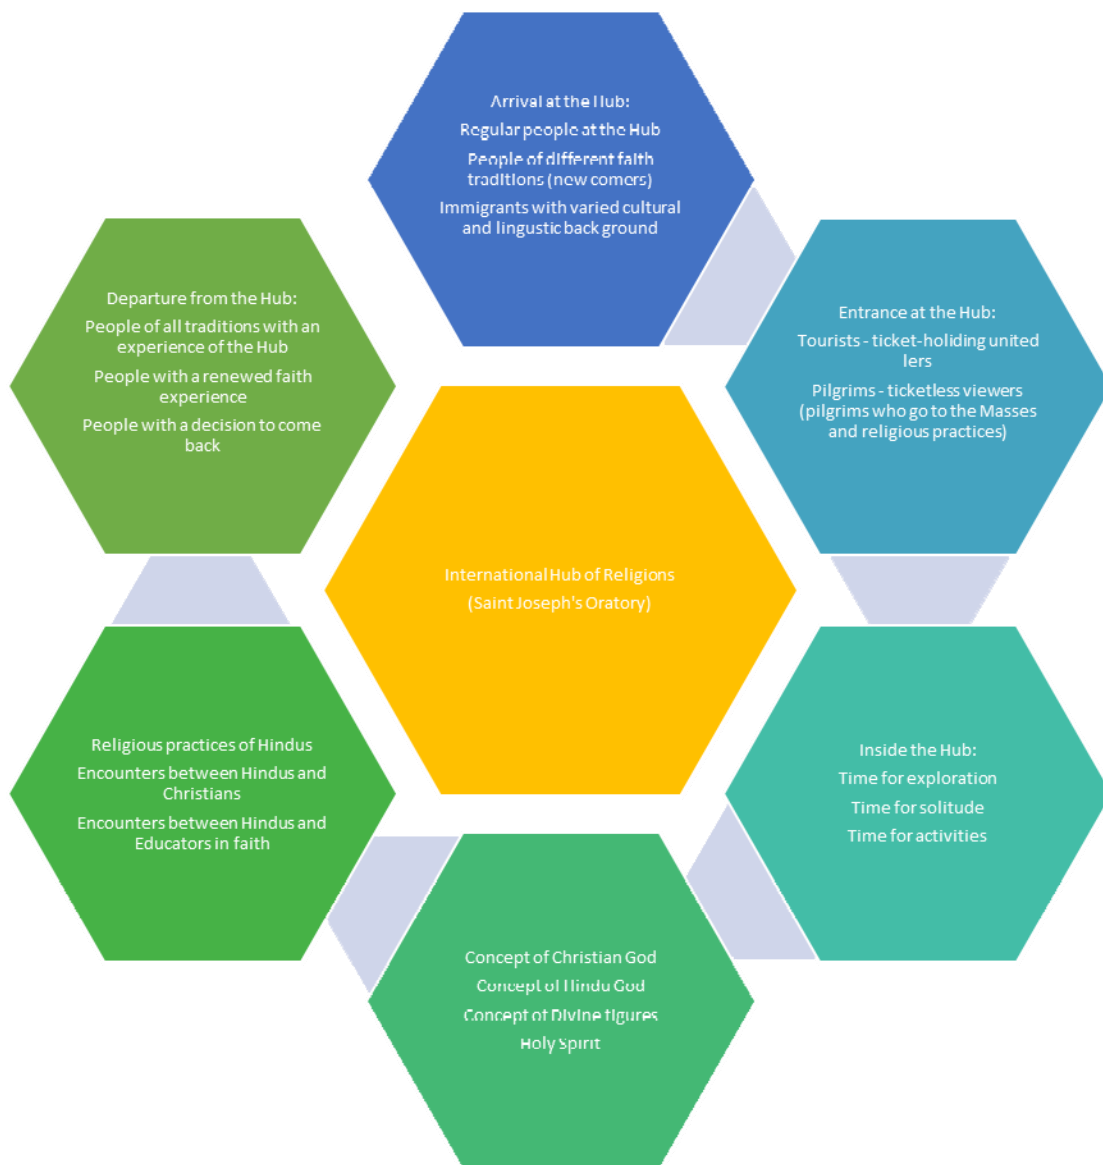 Arrival at the Hub:
Regular people at the Hub
People of different faith
traditions (new comers)
Immigrants with varied cultural
and lingustic back ground
Entrance at the Hub:
Tourists - ticket-holiding united
lers
Pilgrims - ticketless viewers
(pilgrims who go to the Masses
and religious practices)
Inside the Hub:
Time for exploration
Time for solitude
Time for activities
Concept of Christian God
Concept of Hindu God
Concept of Divine figures
Holy Spirit
Religious practices of Hindus
Encounters between Hindus and
Christians
Encounters between Hindus and
Educators in faith
Departure from the Hub:
People of all traditions with an
experience of the Hub
People with a renewed faith
experience
People with a decision to come
back
International Hub of Religions
(Saint Joseph's Oratory)